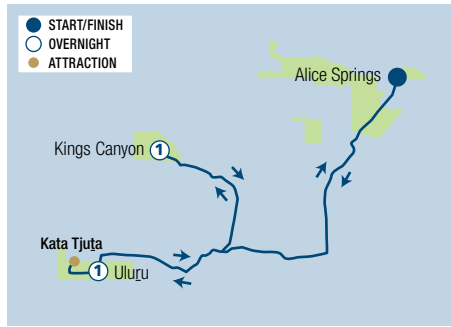 START/FINISH
OVERNIGHT
ATTRACTION
Alice Springs
Kings Canyon 1
Kata Tjuṯa
1 Uluṟu